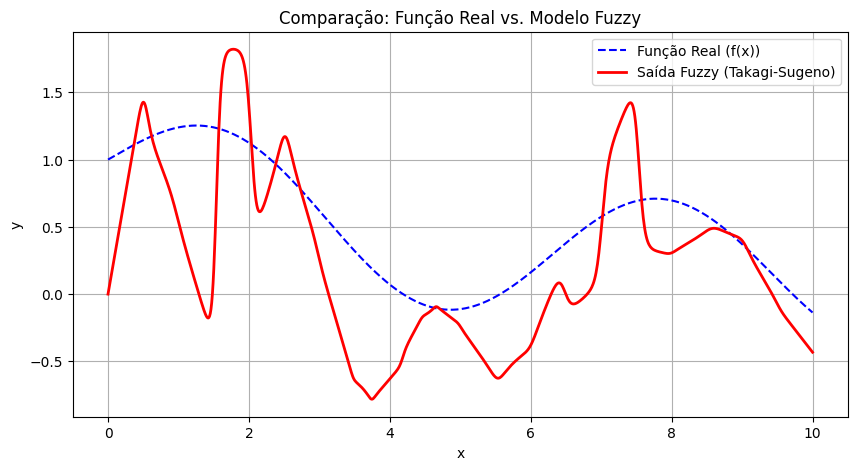 Comparação: Função Real vs. Modelo Fuzzy
Função Real (f(x))
Saída Fuzzy (Takagi-Sugeno)
y
1.5
1.0
0.5
0.0
−0.5
0 2 4 6 8 10
x